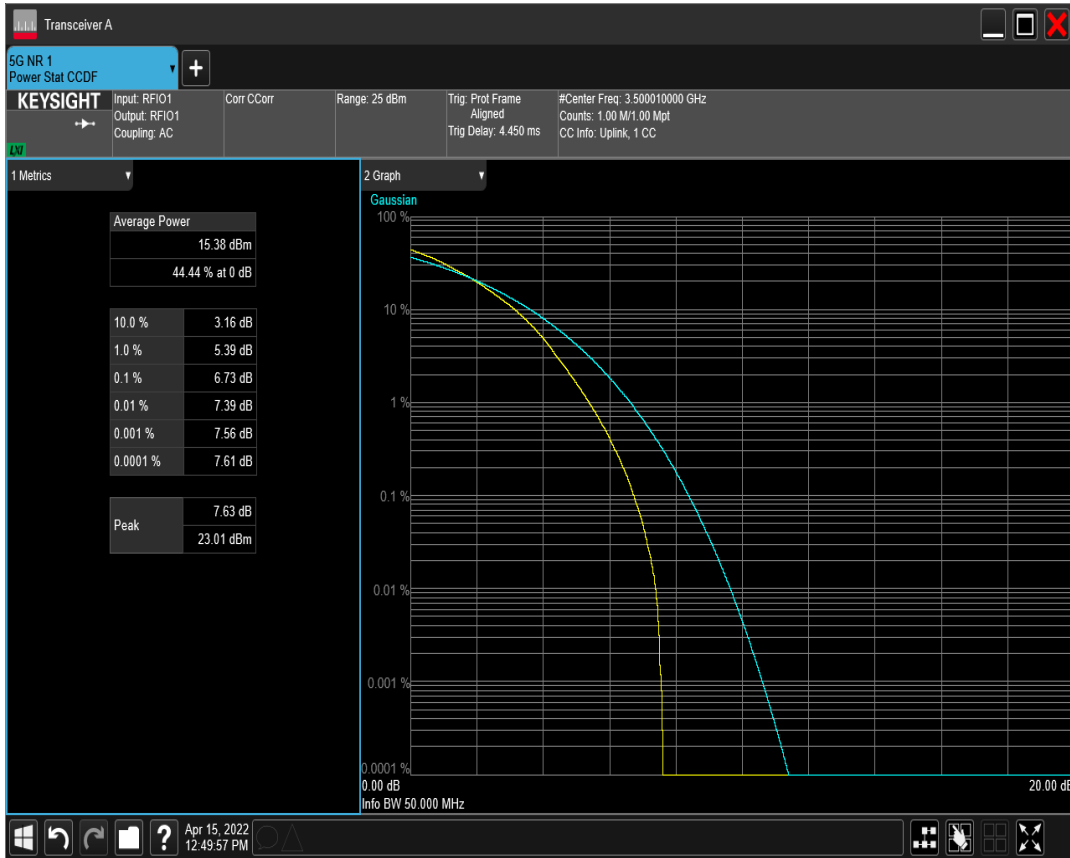 Transceiver A
5G NR 1
Power Stat CCDF
KEYSIGHT
LXI
Input: RFIO1
Output: RFIO1
Coupling: AC
Corr CCorr
Range: 25 dBm
Trig: Prot Frame
Aligned
Trig Delay: 4.450 ms
#Center Freq: 3.500010000 GHz
Counts: 1.00 M/1.00 Mpt
CC Info: Uplink, 1 CC
1 Metrics
Average Power
15.38 dBm
44.44 % at 0 dB
10.0 % 3.16 dB
1.0 % 5.39 dB
0.1 % 6.73 dB
0.01 % 7.39 dB
0.001 % 7.56 dB
0.0001 % 7.61 dB
Peak 7.63 dB
23.01 dBm
2 Graph
Gaussian
100 %
10 %
1 %
0.1 %
0.01 %
0.001 %
0.0001 %
0.00 dB 20.00 dB
Info BW 50.000 MHz
? Apr 15, 2022
12:49:57 PM